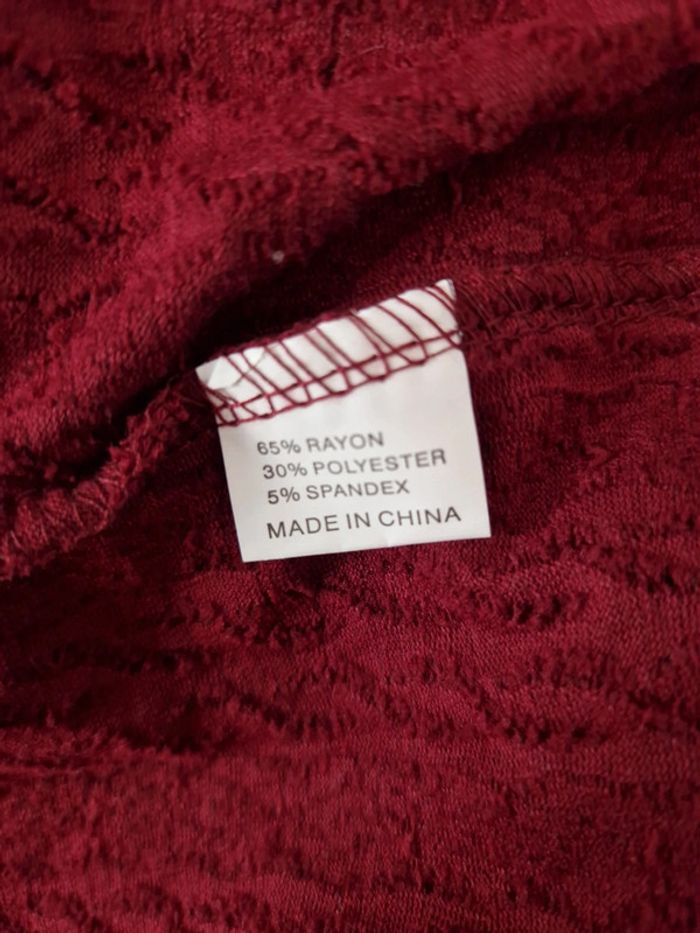 65% RAYON
30% POLYESTER
5% SPANDEX
MADE IN CHINA